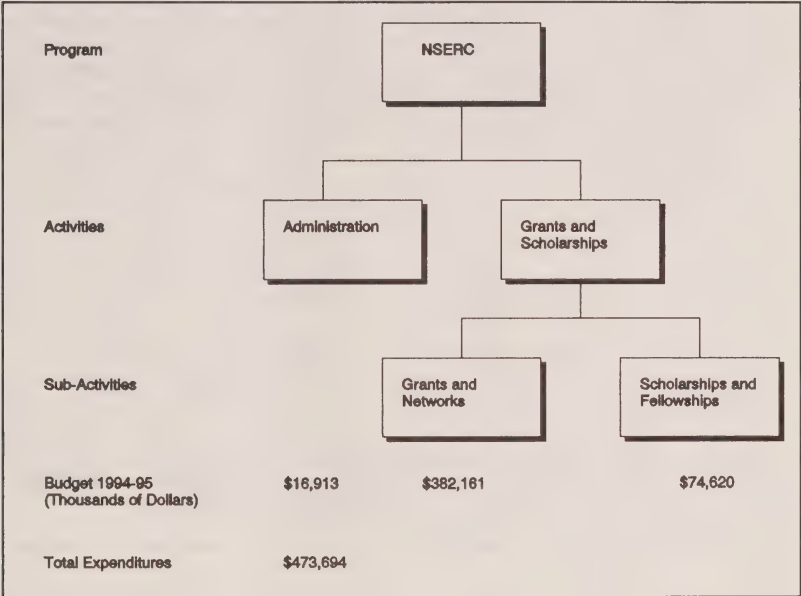 Program
NSERC
Activities
Administration
Grants and
Scholarships
Sub-Activities
Grants and
Networks
Scholarships and
Fellowships
Budget 1994-95
(Thousands of Dollars)
$16,913
$382,161
$74,620
Total Expenditures
$473,694